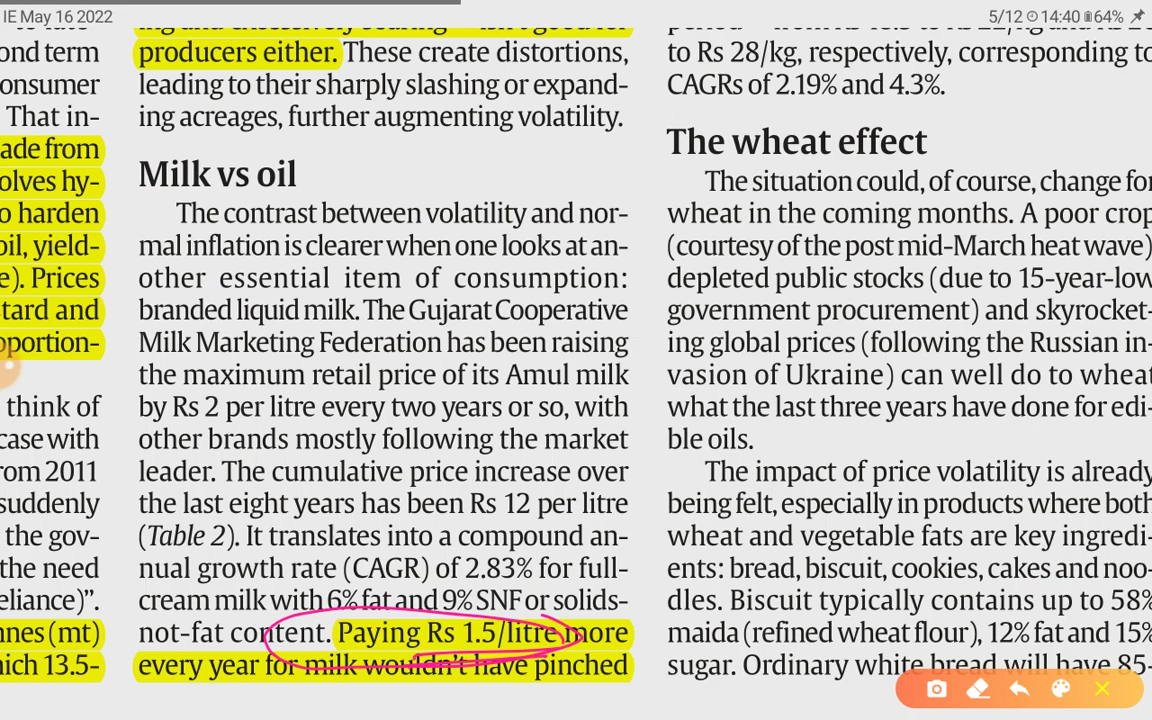 IE May 16 2022
5/12 14:40 64%
ond term
onsumer
That in-
ade from
olves hy-
o harden
oil, yield-
e). Prices
stard and
oportion-
think of
case with
rom 2011
suddenly
the gov-
the need
eliance)”.
nnes (mt)
hich 13.5-
producers either. These create distortions,
leading to their sharply slashing or expand-
ing acreages, further augmenting volatility.
Milk vs oil
The contrast between volatility and nor-
mal inflation is clearer when one looks at an-
other essential item of consumption:
branded liquid milk. The Gujarat Cooperative
Milk Marketing Federation has been raising
the maximum retail price of its Amul milk
by Rs 2 per litre every two years or so, with
other brands mostly following the market
leader. The cumulative price increase over
the last eight years has been Rs 12 per litre
(Table 2). It translates into a compound an-
nual growth rate (CAGR) of 2.83% for full-
cream milk with 6% fat and 9% SNF or solids-
not-fat content. Paying Rs 1.5/litre more
every year for milk wouldn’t have pinched
to Rs 28/kg, respectively, corresponding to
CAGRs of 2.19% and 4.3%.
The wheat effect
The situation could, of course, change for
wheat in the coming months. A poor crop
(courtesy of the post mid-March heat wave)
depleted public stocks (due to 15-year-low
government procurement) and skyrocket-
ing global prices (following the Russian in-
vasion of Ukraine) can well do to wheat
what the last three years have done for edi-
ble oils.
The impact of price volatility is already
being felt, especially in products where both
wheat and vegetable fats are key ingredi-
ents: bread, biscuit, cookies, cakes and noo-
dles. Biscuit typically contains up to 58%
maida (refined wheat flour), 12% fat and 15%
sugar. Ordinary white bread will have 85-